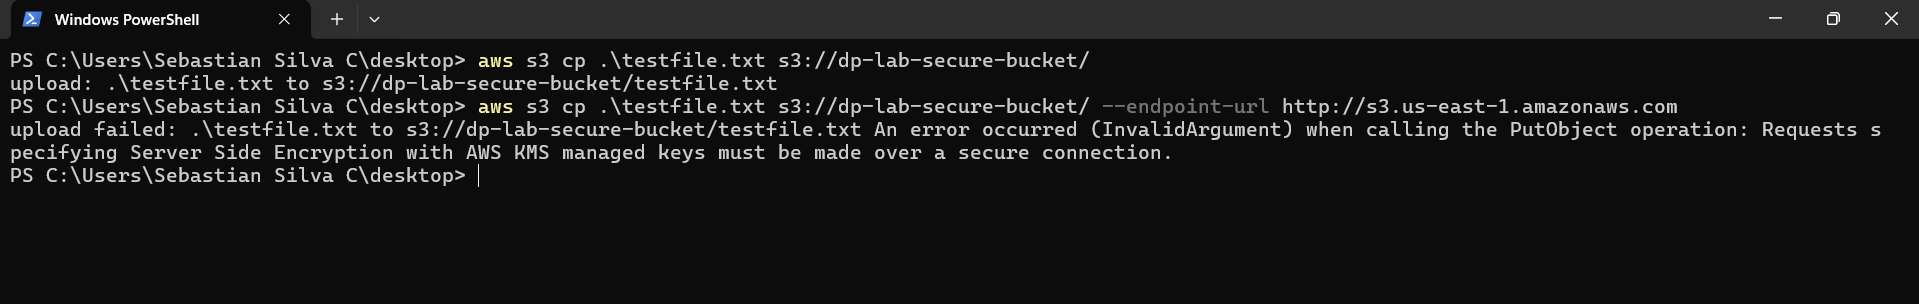 Windows PowerShell
PS C:\Users\Sebastian Silva C\desktop> aws s3 cp .\testfile.txt s3://dp-lab-secure-bucket/
upload: .\testfile.txt to s3://dp-lab-secure-bucket/testfile.txt
PS C:\Users\Sebastian Silva C\desktop> aws s3 cp .\testfile.txt s3://dp-lab-secure-bucket/ --endpoint-url http://s3.us-east-1.amazonaws.com
upload failed: .\testfile.txt to s3://dp-lab-secure-bucket/testfile.txt An error occurred (InvalidArgument) when calling the PutObject operation: Requests s
pecifying Server Side Encryption with AWS KMS managed keys must be made over a secure connection.
PS C:\Users\Sebastian Silva C\desktop>